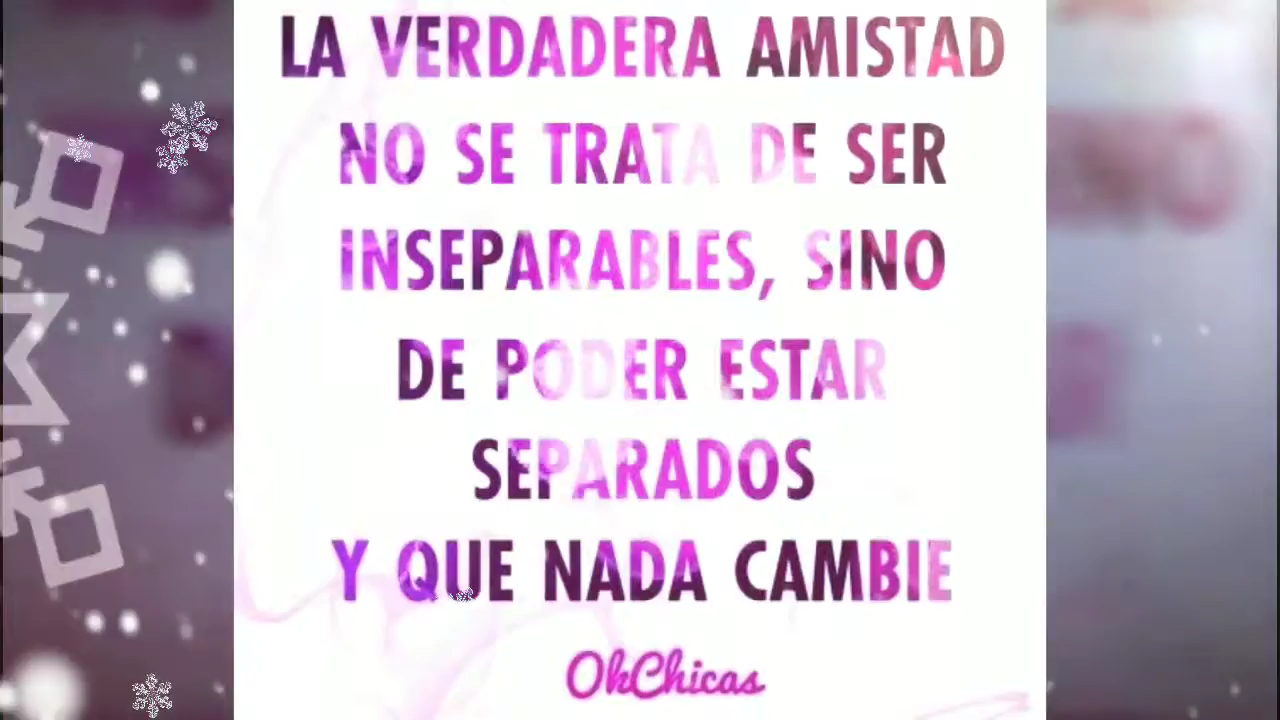 LA VERDADERA AMISTAD
NO SE TRATA DE SER
INSEPARABLES, SINO
DE PODER ESTAR
SEPARADOS
Y QUE NADA CAMBIE
OkChicas